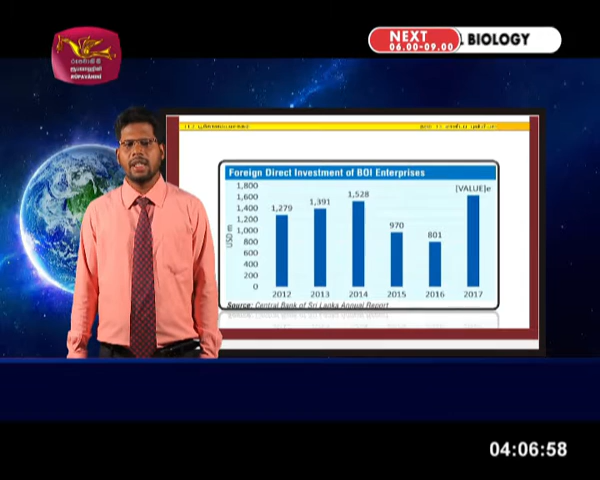 NEXT
06.00-09.00
BIOLOGY
Foreign Direct Investment of BOI Enterprises
1,800
1,600
1,400
1,200
1,000
800
600
400
200
0
USD m
1,279
1,391
1,528
970
801
[VALUE]e
2012 2013 2014 2015 2016 2017
Source: Central Bank of Sri Lanka Annual Report
04:06:58